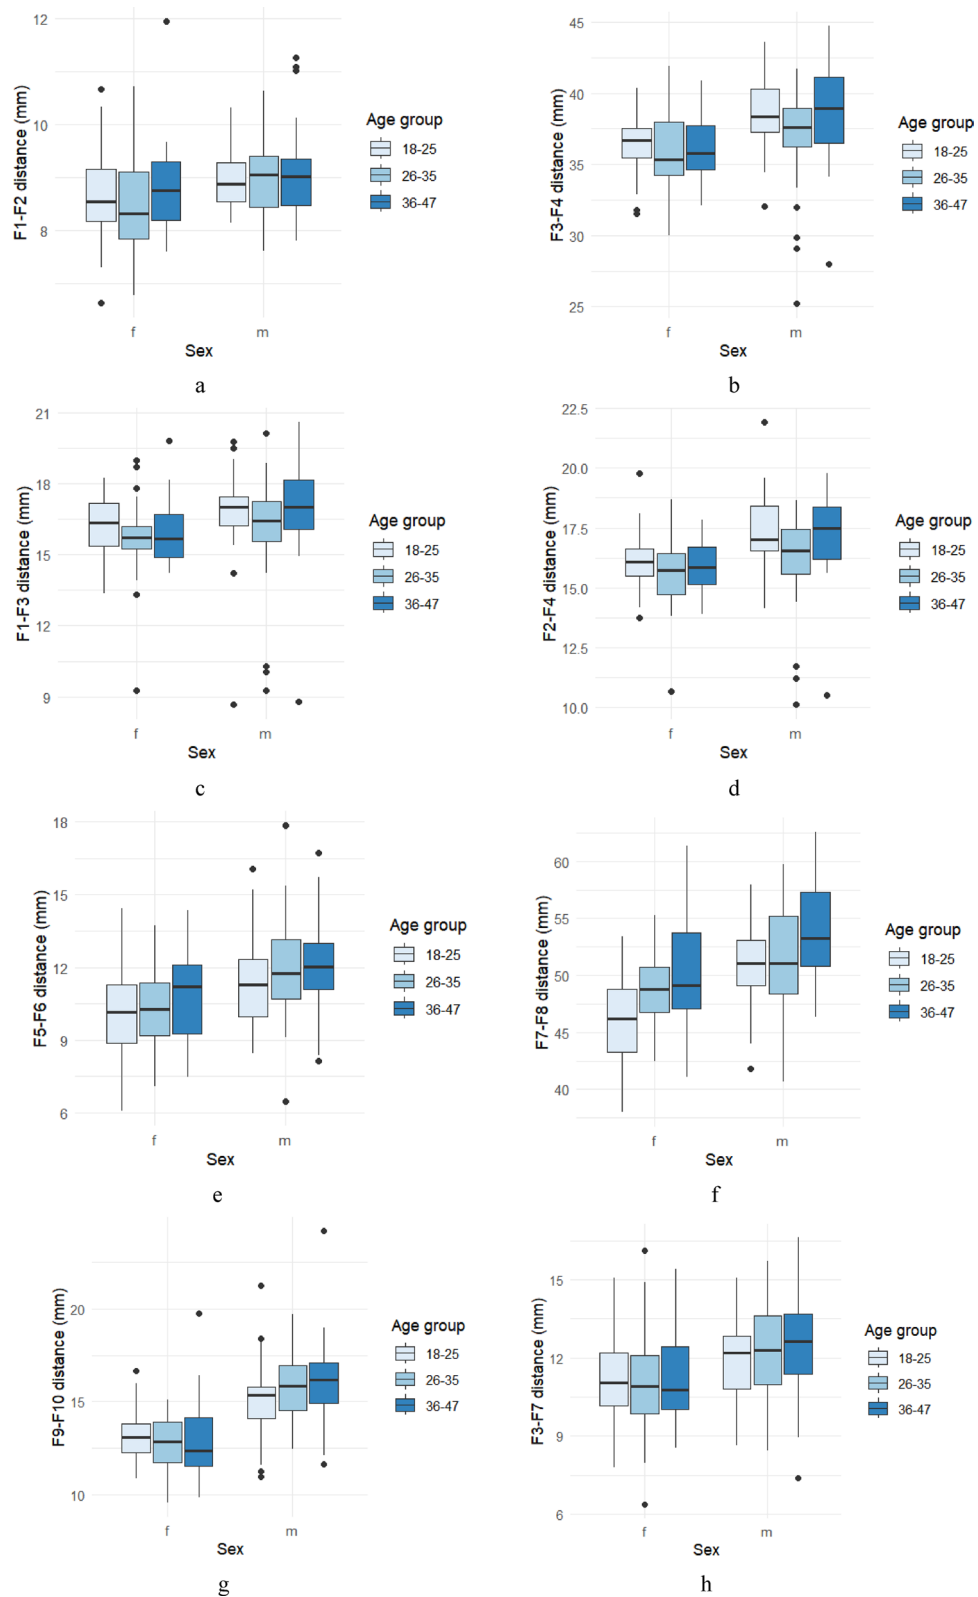 12
10
8
F1-F2 distance (mm)
f
m
Sex
Age group
18-25
26-35
36-47
a
45
40
35
30
25
F3-F4 distance (mm)
f
m
Sex
Age group
18-25
26-35
36-47
b
21
18
15
12
9
F1-F3 distance (mm)
f
m
Sex
Age group
18-25
26-35
36-47
c
22.5
20.0
17.5
15.0
12.5
10.0
F2-F4 distance (mm)
f
m
Sex
Age group
18-25
26-35
36-47
d
18
15
12
9
6
F5-F6 distance (mm)
f
m
Sex
Age group
18-25
26-35
36-47
e
60
55
50
45
40
F7-F8 distance (mm)
f
m
Sex
Age group
18-25
26-35
36-47
f
20
15
10
F9-F10 distance (mm)
f
m
Sex
Age group
18-25
26-35
36-47
g
15
12
9
6
F3-F7 distance (mm)
f
m
Sex
Age group
18-25
26-35
36-47
h